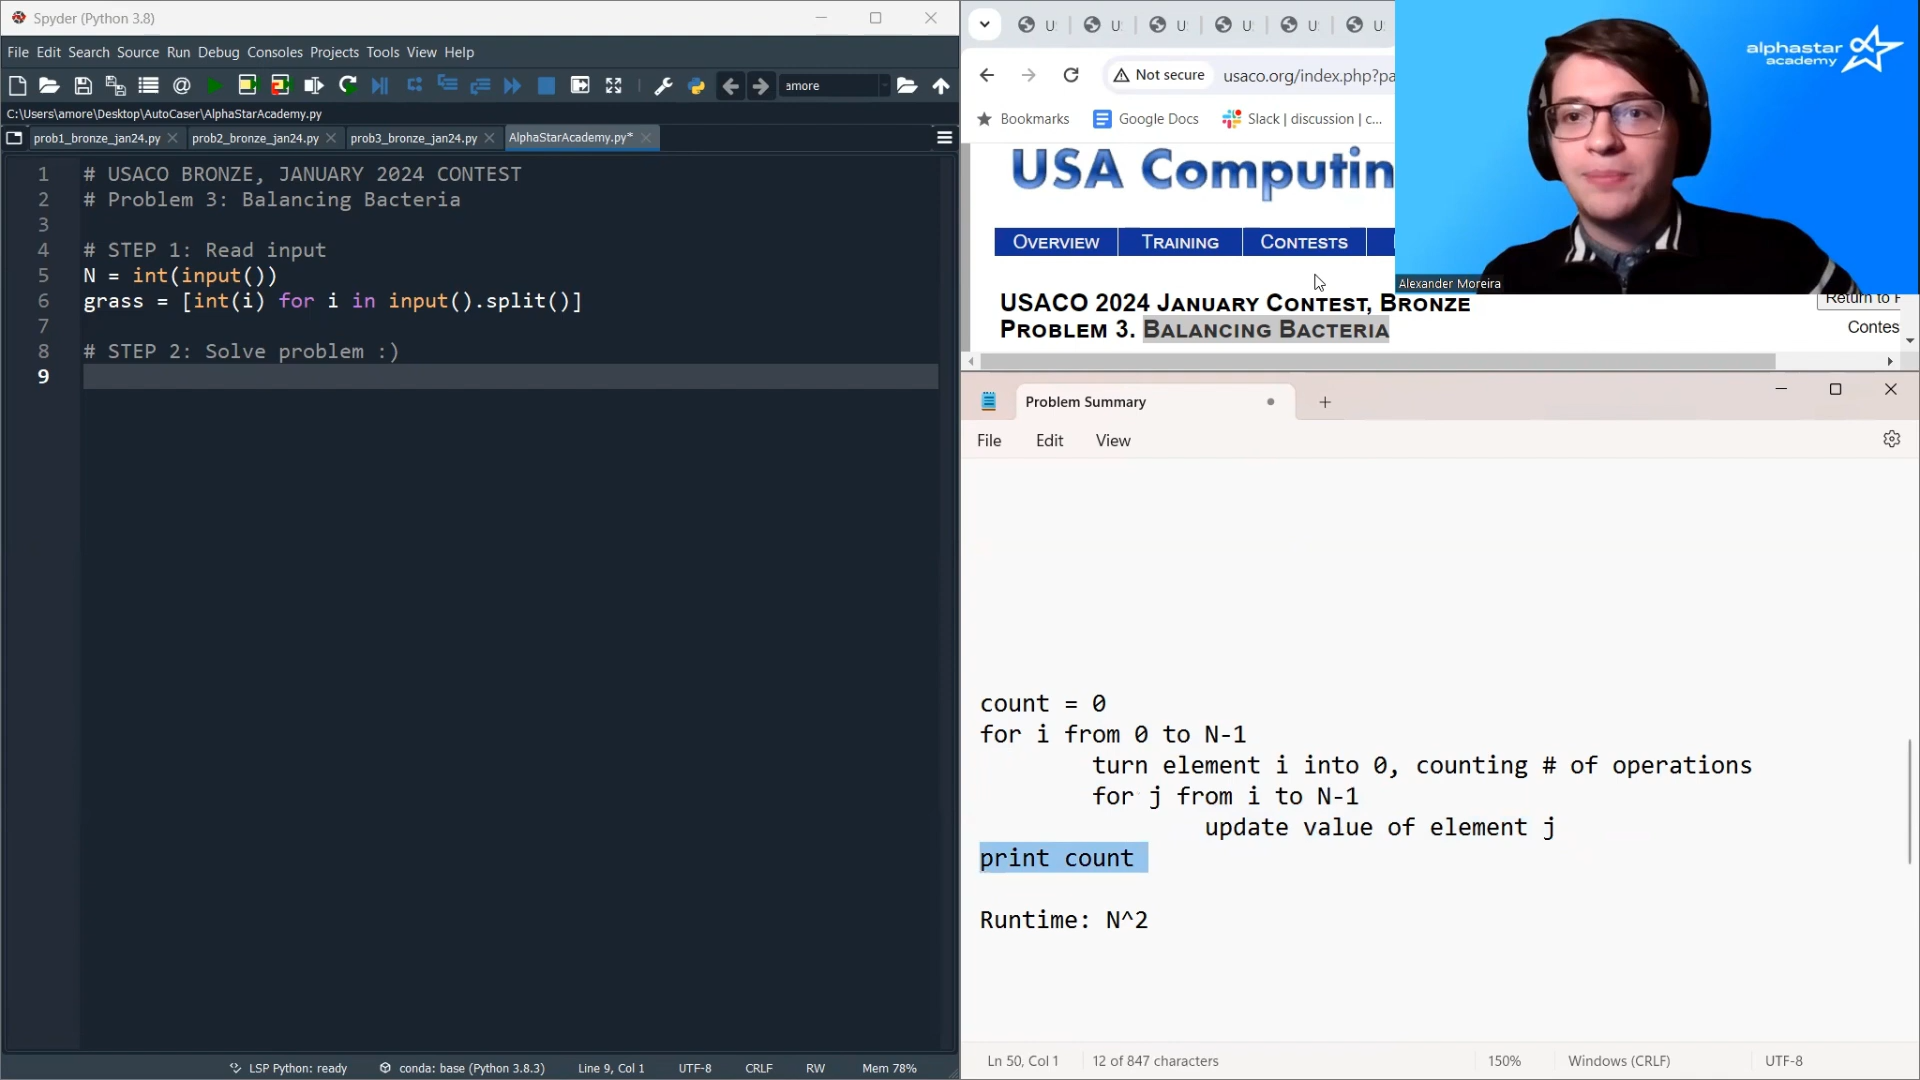 Spyder (Python 3.8)
File Edit Search Source Run Debug Consoles Projects Tools View Help
amore
C:\Users\amore\Desktop\AutoCaser\AlphaStarAcademy.py
prob1_bronze_jan24.py prob2_bronze_jan24.py prob3_bronze_jan24.py AlphaStarAcademy.py*
1 # USACO BRONZE, JANUARY 2024 CONTEST
2 # Problem 3: Balancing Bacteria
3
4 # STEP 1: Read input
5 N = int(input())
6 grass = [int(i) for i in input().split()]
7
8 # STEP 2: Solve problem :)
9
LSP Python: ready conda: base (Python 3.8.3) Line 9, Col 1 UTF-8 CRLF RW Mem 78%
U U U U U U
Not secure usaco.org/index.php?pa
Bookmarks Google Docs Slack | discussion | c...
USA Computin
OVERVIEW TRAINING CONTESTS
USACO 2024 JANUARY CONTEST, BRONZE
PROBLEM 3. BALANCING BACTERIA
Return to
Contes
alphastar
academy
Alexander Moreira
Problem Summary
File Edit View
count = 0
for i from 0 to N-1
turn element i into 0, counting # of operations
for j from i to N-1
update value of element j
print count
Runtime: N^2
Ln 50, Col 1 12 of 847 characters 150% Windows (CRLF) UTF-8